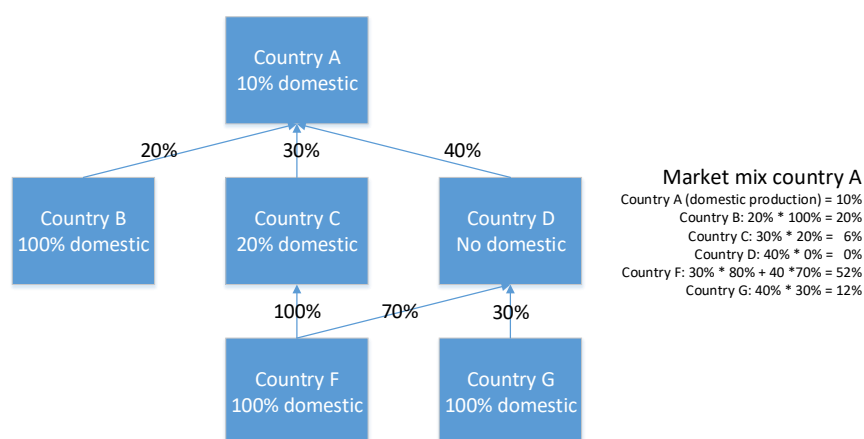 Country A
10% domestic
20%
30%
40%
Country B
100% domestic
Country C
20% domestic
Country D
No domestic
100%
70%
30%
Country F
100% domestic
Country G
100% domestic
Market mix country A
Country A (domestic production) = 10%
Country B: 20% * 100% = 20%
Country C: 30% * 20% = 6%
Country D: 40% * 0% = 0%
Country F: 30% * 80% + 40 *70% = 52%
Country G: 40% * 30% = 12%